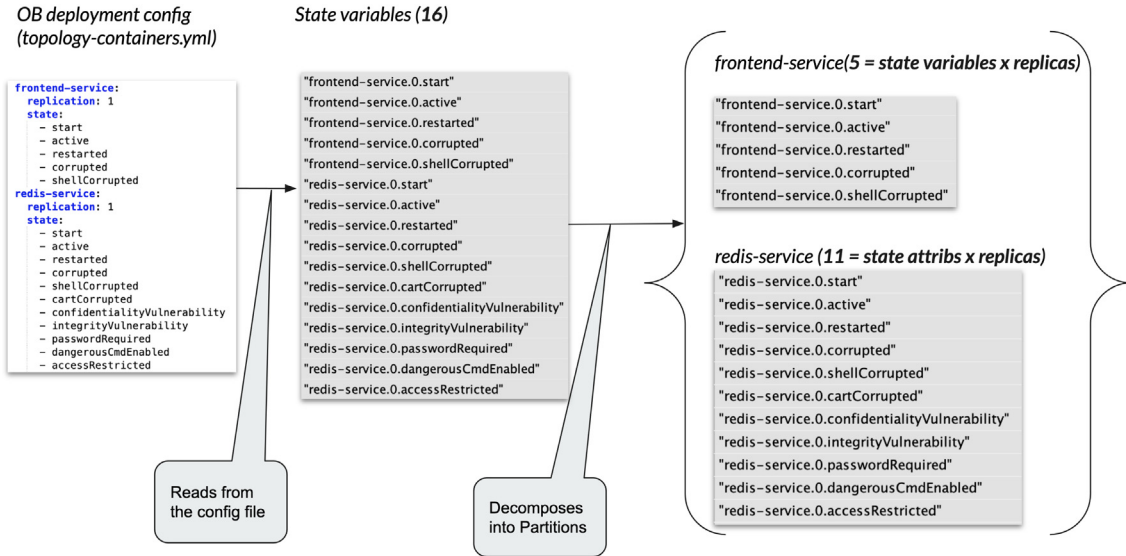 OB deployment config
(topology-containers.yml)
frontend-service:
replication: 1
state:
- start
- active
- restarted
- corrupted
- shellCorrupted
redis-service:
replication: 1
state:
- start
- active
- restarted
- corrupted
- shellCorrupted
- cartCorrupted
- confidentialityVulnerability
- integrityVulnerability
- passwordRequired
- dangerousCmdEnabled
- accessRestricted
Reads from
the config file
State variables (16)
"frontend-service.0.start"
"frontend-service.0.active"
"frontend-service.0.restarted"
"frontend-service.0.corrupted"
"frontend-service.0.shellCorrupted"
"redis-service.0.start"
"redis-service.0.active"
"redis-service.0.restarted"
"redis-service.0.corrupted"
"redis-service.0.shellCorrupted"
"redis-service.0.cartCorrupted"
"redis-service.0.confidentialityVulnerability"
"redis-service.0.integrityVulnerability"
"redis-service.0.passwordRequired"
"redis-service.0.dangerousCmdEnabled"
"redis-service.0.accessRestricted"
Decomposes
into Partitions
frontend-service(5 = state variables x replicas)
"frontend-service.0.start"
"frontend-service.0.active"
"frontend-service.0.restarted"
"frontend-service.0.corrupted"
"frontend-service.0.shellCorrupted"
redis-service (11 = state attribs x replicas)
"redis-service.0.start"
"redis-service.0.active"
"redis-service.0.restarted"
"redis-service.0.corrupted"
"redis-service.0.shellCorrupted"
"redis-service.0.cartCorrupted"
"redis-service.0.confidentialityVulnerability"
"redis-service.0.integrityVulnerability"
"redis-service.0.passwordRequired"
"redis-service.0.dangerousCmdEnabled"
"redis-service.0.accessRestricted"